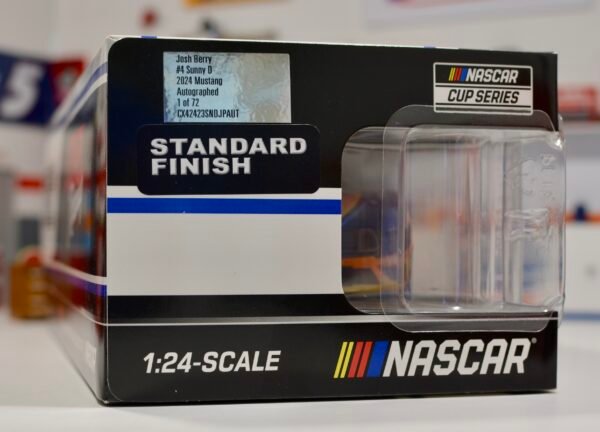 Josh Berry
#4 Sunny D
2024 Mustang
Autographed
1 of 72
CX42423SNDJPAUT
NASCAR
CUP SERIES
STANDARD
FINISH
1:24-SCALE
NASCAR
5